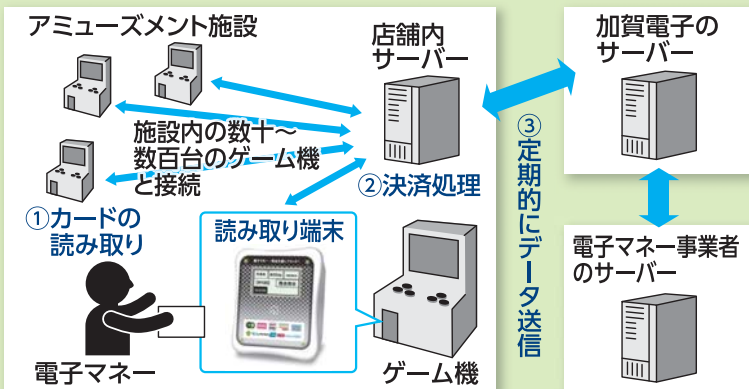 アミューズメント施設
店舗内
サーバー
加賀電子の
サーバー
施設内の数十～
数百台のゲーム機
と接続
②決済処理
③定期的にデータ送信
①カードの
読み取り
読み取り端末
電子マネー事業者
のサーバー
電子マネー
ゲーム機